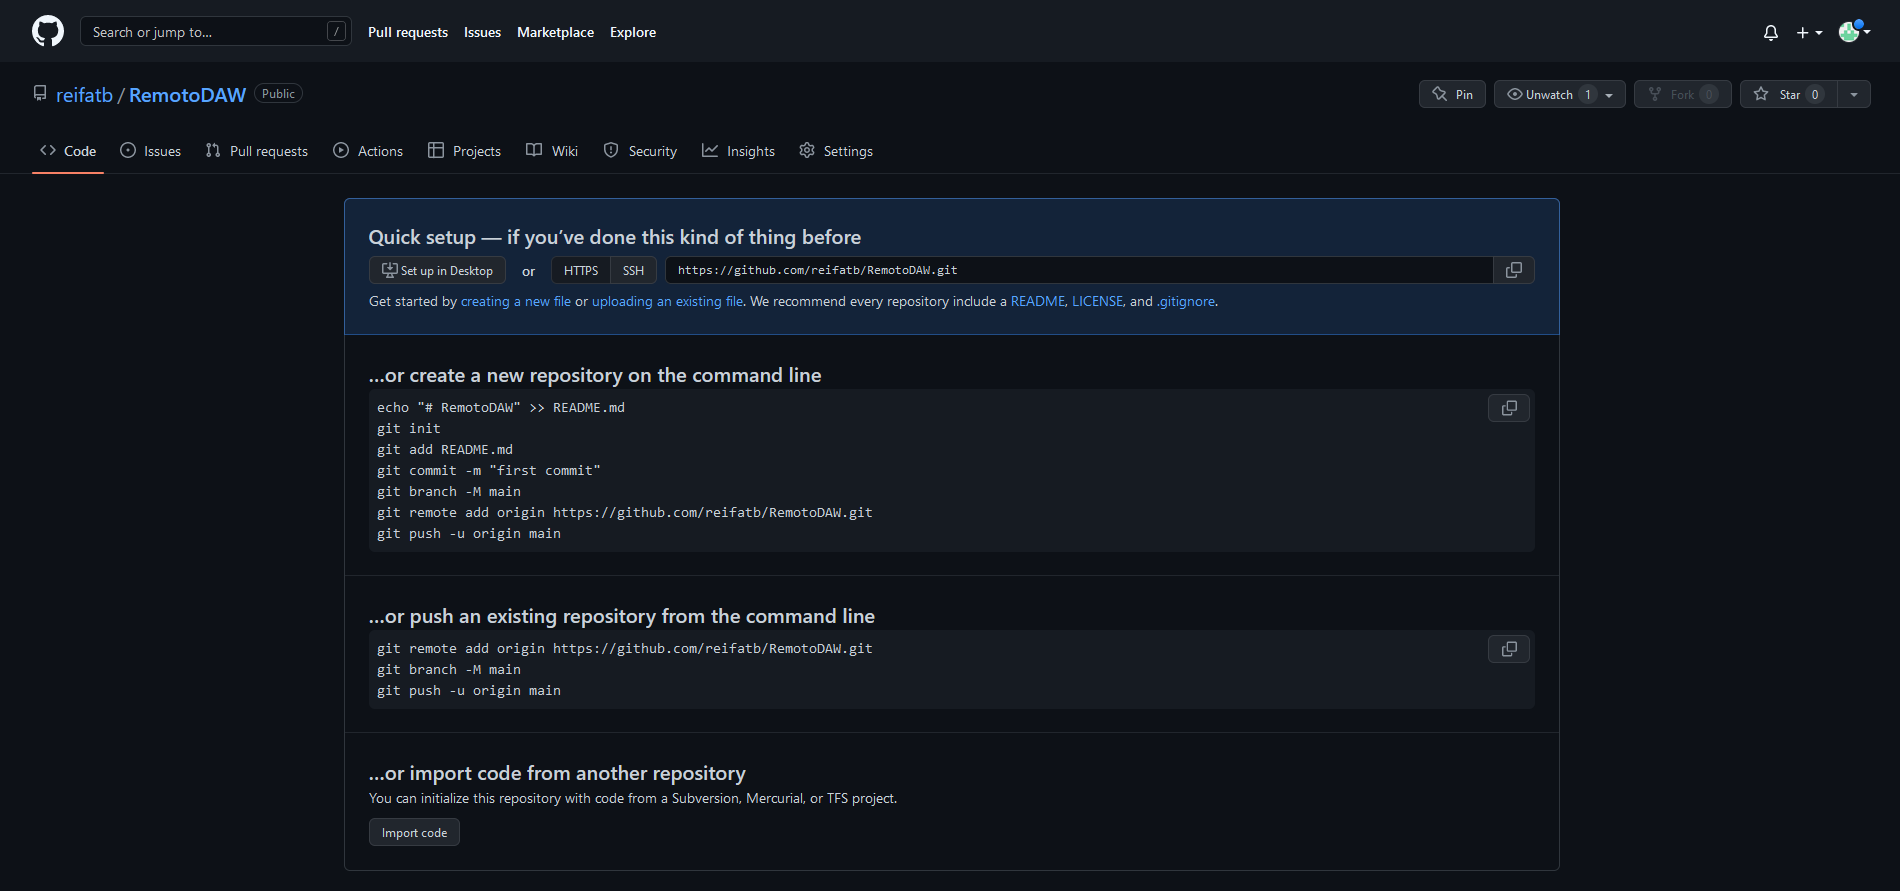 Search or jump to... /
Pull requests Issues Marketplace Explore
reifatb / RemotoDAW Public
Pin Unwatch 1 Fork 0 Star 0
Code Issues Pull requests Actions Projects Wiki Security Insights Settings
Quick setup — if you’ve done this kind of thing before
Set up in Desktop or HTTPS SSH https://github.com/reifatb/RemotoDAW.git
Get started by creating a new file or uploading an existing file. We recommend every repository include a README, LICENSE, and .gitignore.
…or create a new repository on the command line
echo "# RemotoDAW" >> README.md
git init
git add README.md
git commit -m "first commit"
git branch -M main
git remote add origin https://github.com/reifatb/RemotoDAW.git
git push -u origin main
…or push an existing repository from the command line
git remote add origin https://github.com/reifatb/RemotoDAW.git
git branch -M main
git push -u origin main
…or import code from another repository
You can initialize this repository with code from a Subversion, Mercurial, or TFS project.
Import code